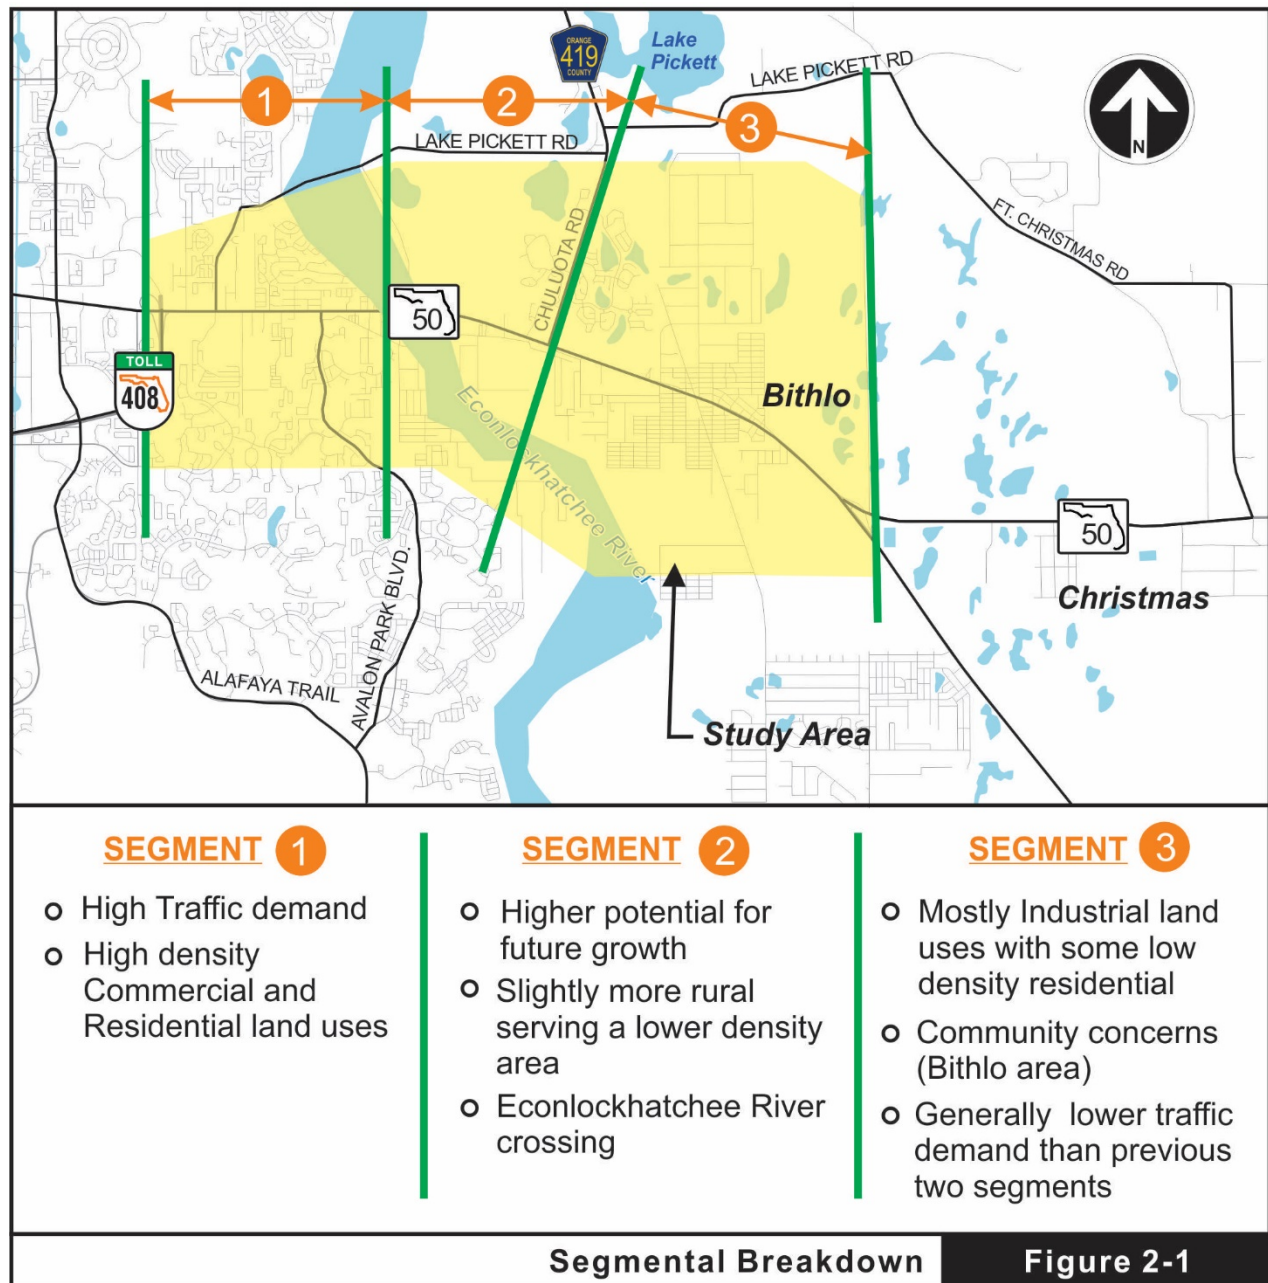 ORANGE
419
COUNTY
Lake
Pickett
LAKE PICKETT RD
1
2
3
LAKE PICKETT RD
N
FT. CHRISTMAS RD
CHULUOTA RD
50
TOLL
408
Bithlo
Econlockhatchee River
50
Christmas
AVALON PARK BLVD.
ALAFAYA TRAIL
Study Area
SEGMENT 1
o High Traffic demand
o High density
Commercial and
Residential land uses
SEGMENT 2
o Higher potential for
future growth
o Slightly more rural
serving a lower density
area
o Econlockhatchee River
crossing
SEGMENT 3
o Mostly Industrial land
uses with some low
density residential
o Community concerns
(Bithlo area)
o Generally lower traffic
demand than previous
two segments
Segmental Breakdown
Figure 2-1